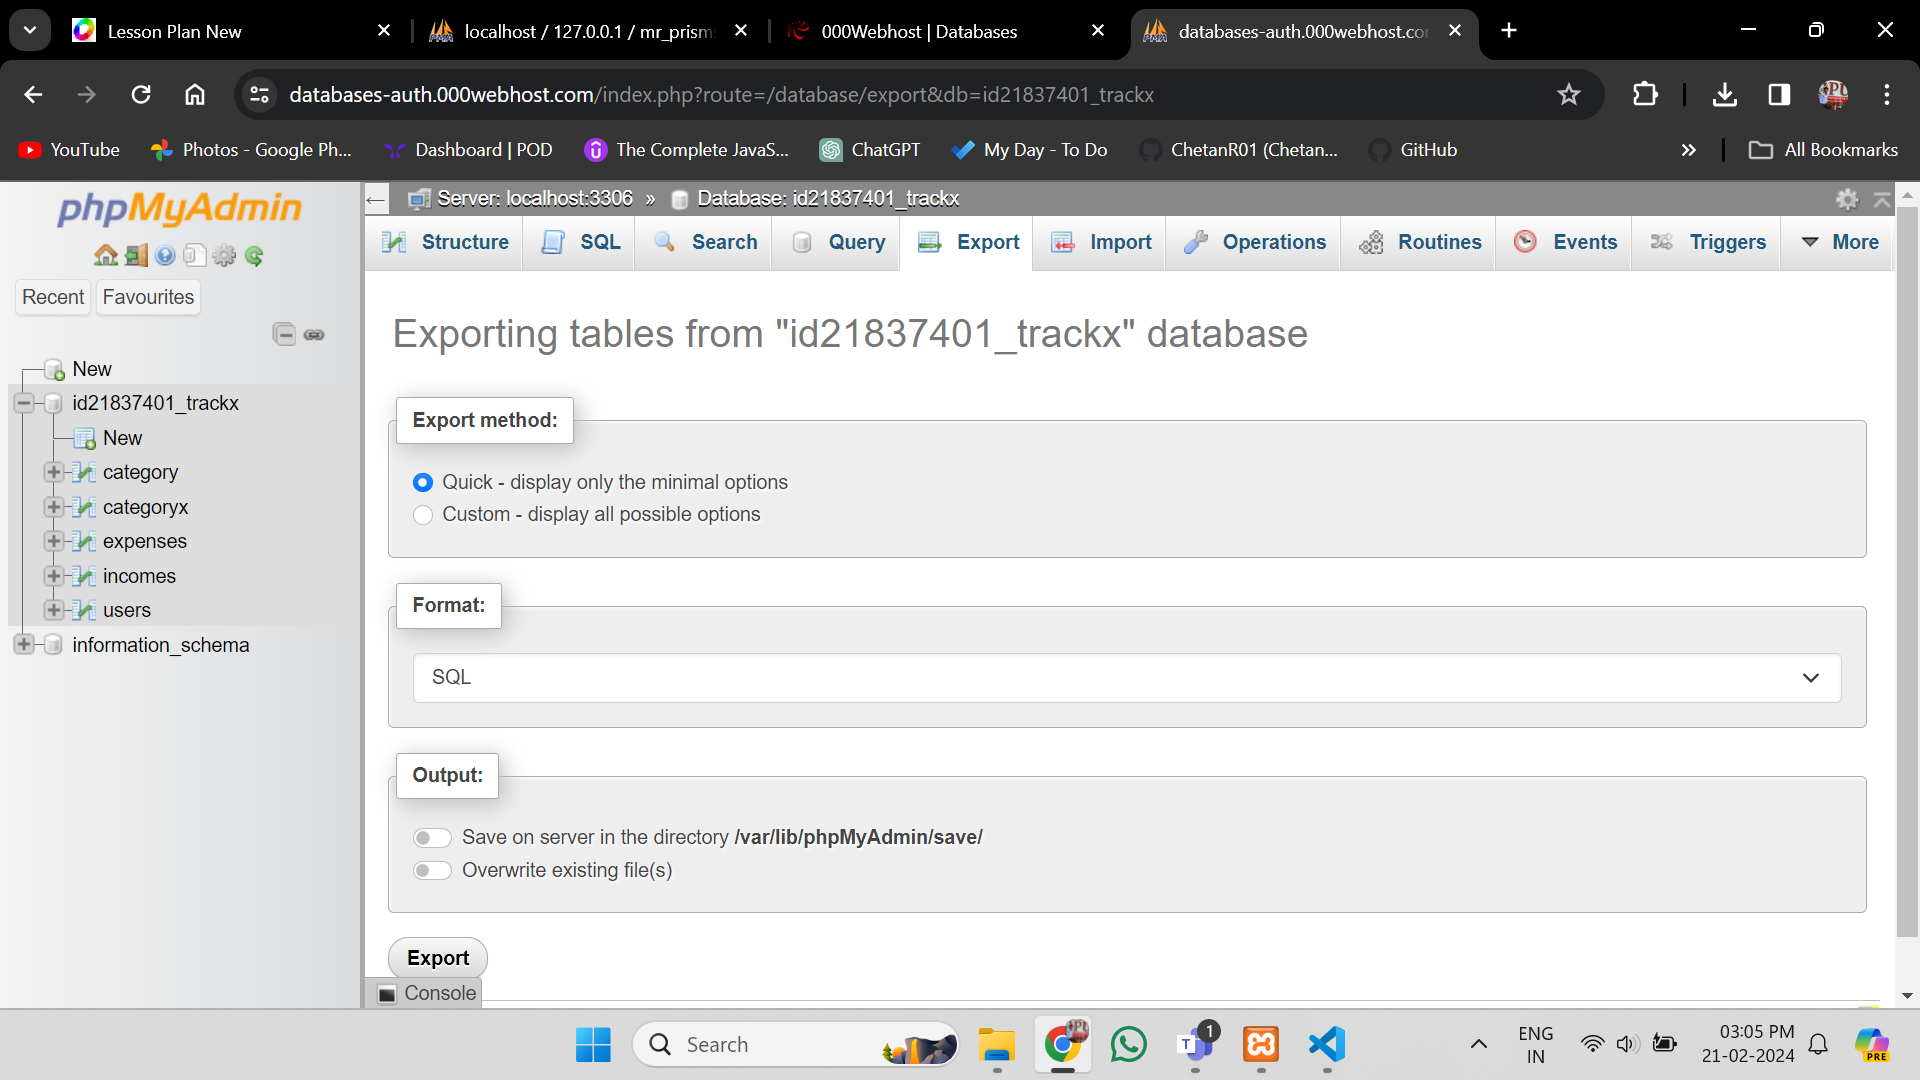 Lesson Plan New
localhost / 127.0.0.1 / mr_prism
000Webhost | Databases
databases-auth.000webhost.co
databases-auth.000webhost.com/index.php?route=/database/export&db=id21837401_trackx
YouTube
Photos - Google Ph...
Dashboard | POD
The Complete JavaS...
ChatGPT
My Day - To Do
ChetanR01 (Chetan...
GitHub
All Bookmarks
phpMyAdmin
Recent
Favourites
New
id21837401_trackx
New
category
categoryx
expenses
incomes
users
information_schema
Server: localhost:3306 » Database: id21837401_trackx
Structure
SQL
Search
Query
Export
Import
Operations
Routines
Events
Triggers
More
Exporting tables from "id21837401_trackx" database
Export method:
Quick - display only the minimal options
Custom - display all possible options
Format:
SQL
Output:
Save on server in the directory /var/lib/phpMyAdmin/save/
Overwrite existing file(s)
Export
Console
Search
1
ENG
IN
03:05 PM
21-02-2024
PRE